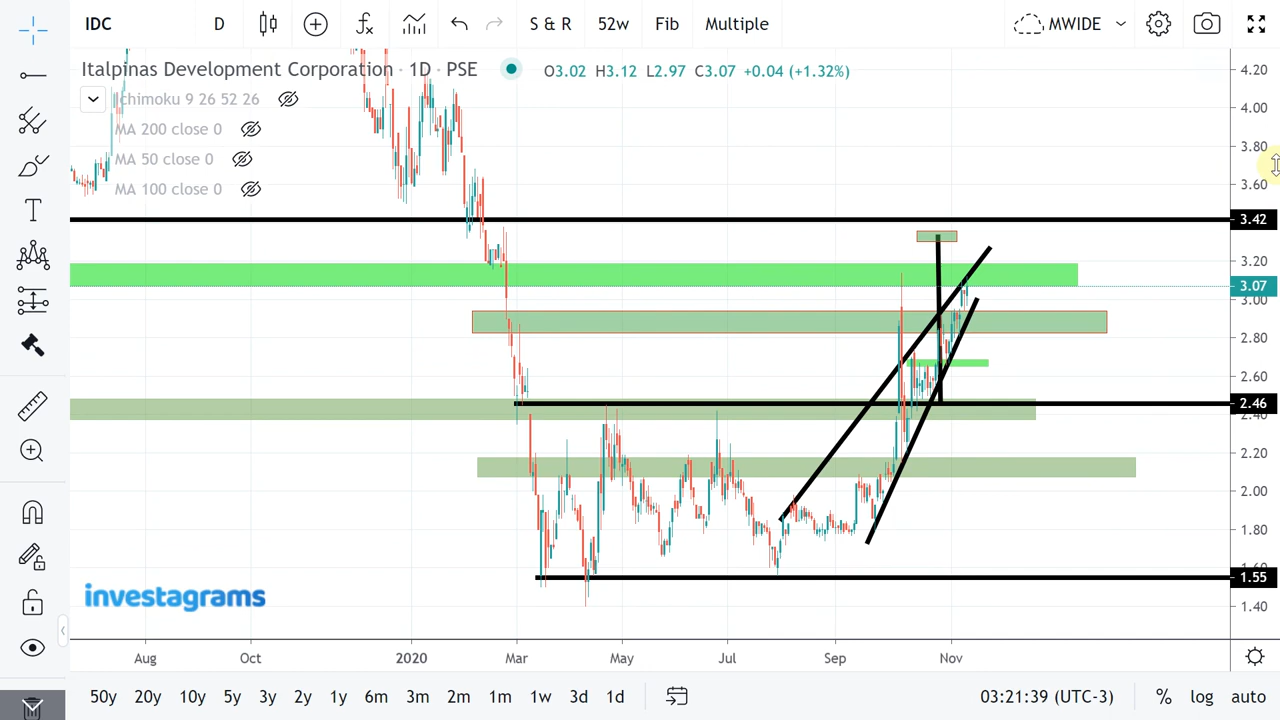 IDC D S & R 52w Fib Multiple MWIDE
Italpinas Development Corporation · 1D · PSE O3.02 H3.12 L2.97 C3.07 +0.04 (+1.32%)
Ichimoku 9 26 52 26
MA 200 close 0
MA 50 close 0
MA 100 close 0
4.20
4.00
3.80
3.60
3.42
3.20
3.07
3.00
2.80
2.60
2.46
2.40
2.20
2.00
1.80
1.60
1.55
1.40
investagrams
Aug Oct 2020 Mar May Jul Sep Nov
50y 20y 10y 5y 3y 2y 1y 6m 3m 2m 1m 1w 3d 1d 03:21:39 (UTC-3) % log auto